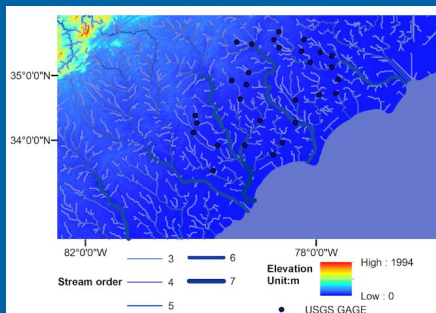 35°0'0"N
34°0'0"N
82°0'0"W 78°0'0"W
3 6
Stream order 4 7
5
Elevation
Unit:m
High : 1994
Low : 0
USGS GAGE